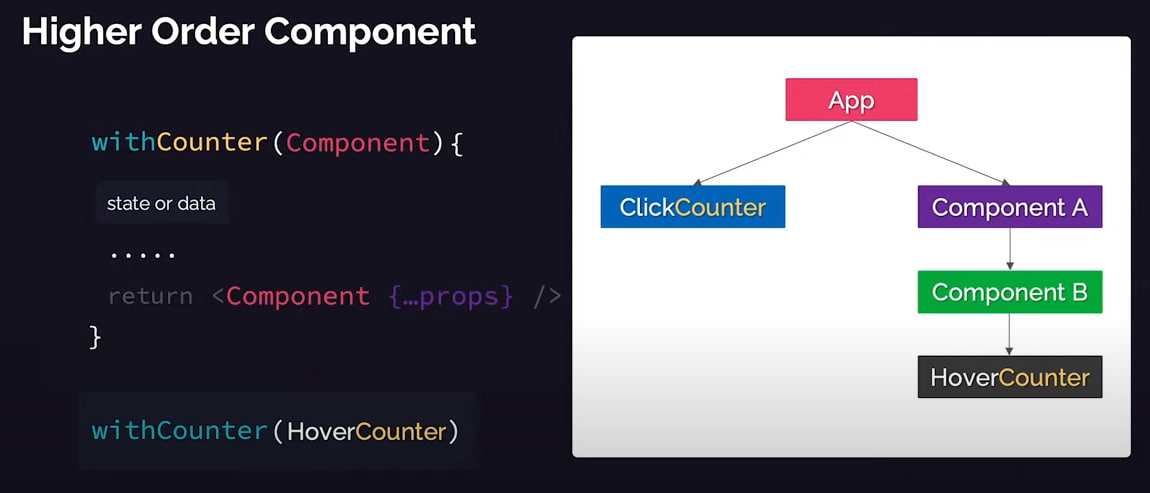 Higher Order Component
withCounter(Component){
state or data
.....
return <Component {…props} />
}
withCounter(HoverCounter)
App
ClickCounter
Component A
Component B
HoverCounter